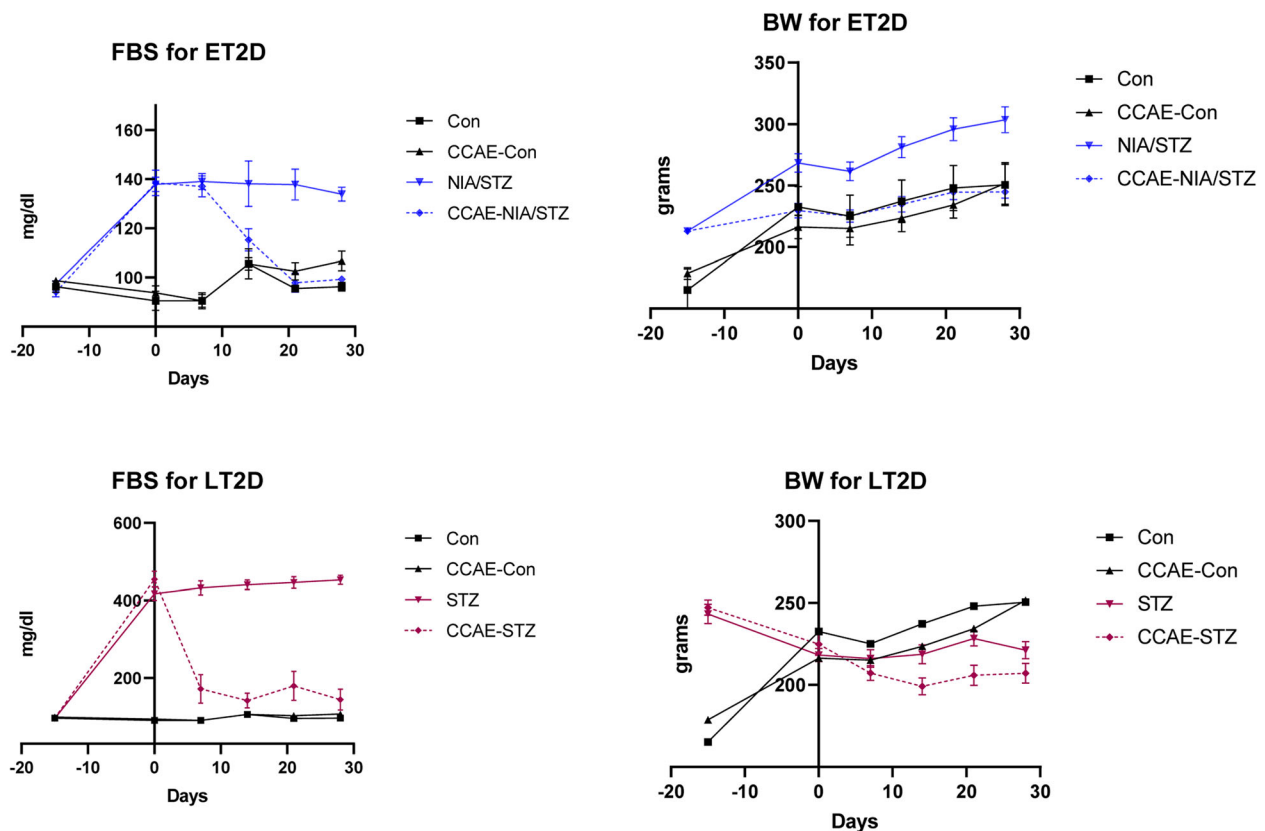 FBS for ET2D
mg/dl
160
140
120
100
-20 -10 0 10 20 30
Days
Con
CCAE-Con
NIA/STZ
CCAE-NIA/STZ
BW for ET2D
grams
350
300
250
200
-20 -10 0 10 20 30
Days
Con
CCAE-Con
NIA/STZ
CCAE-NIA/STZ
FBS for LT2D
mg/dl
600
400
200
-20 -10 0 10 20 30
Days
Con
CCAE-Con
STZ
CCAE-STZ
BW for LT2D
grams
300
250
200
-20 -10 0 10 20 30
Days
Con
CCAE-Con
STZ
CCAE-STZ